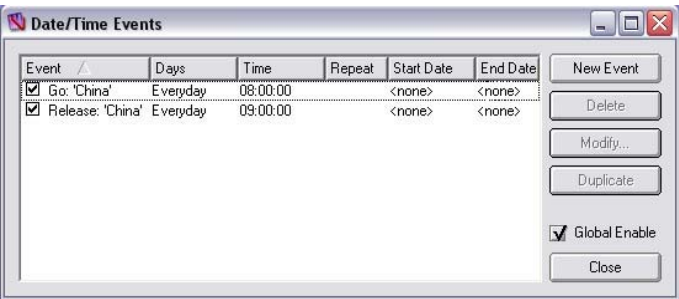 Date/Time Events
Event Days Time Repeat Start Date End Date
Go: 'China' Everyday 08:00:00 <none> <none>
Release: 'China' Everyday 09:00:00 <none> <none>
New Event
Delete
Modify...
Duplicate
Global Enable
Close